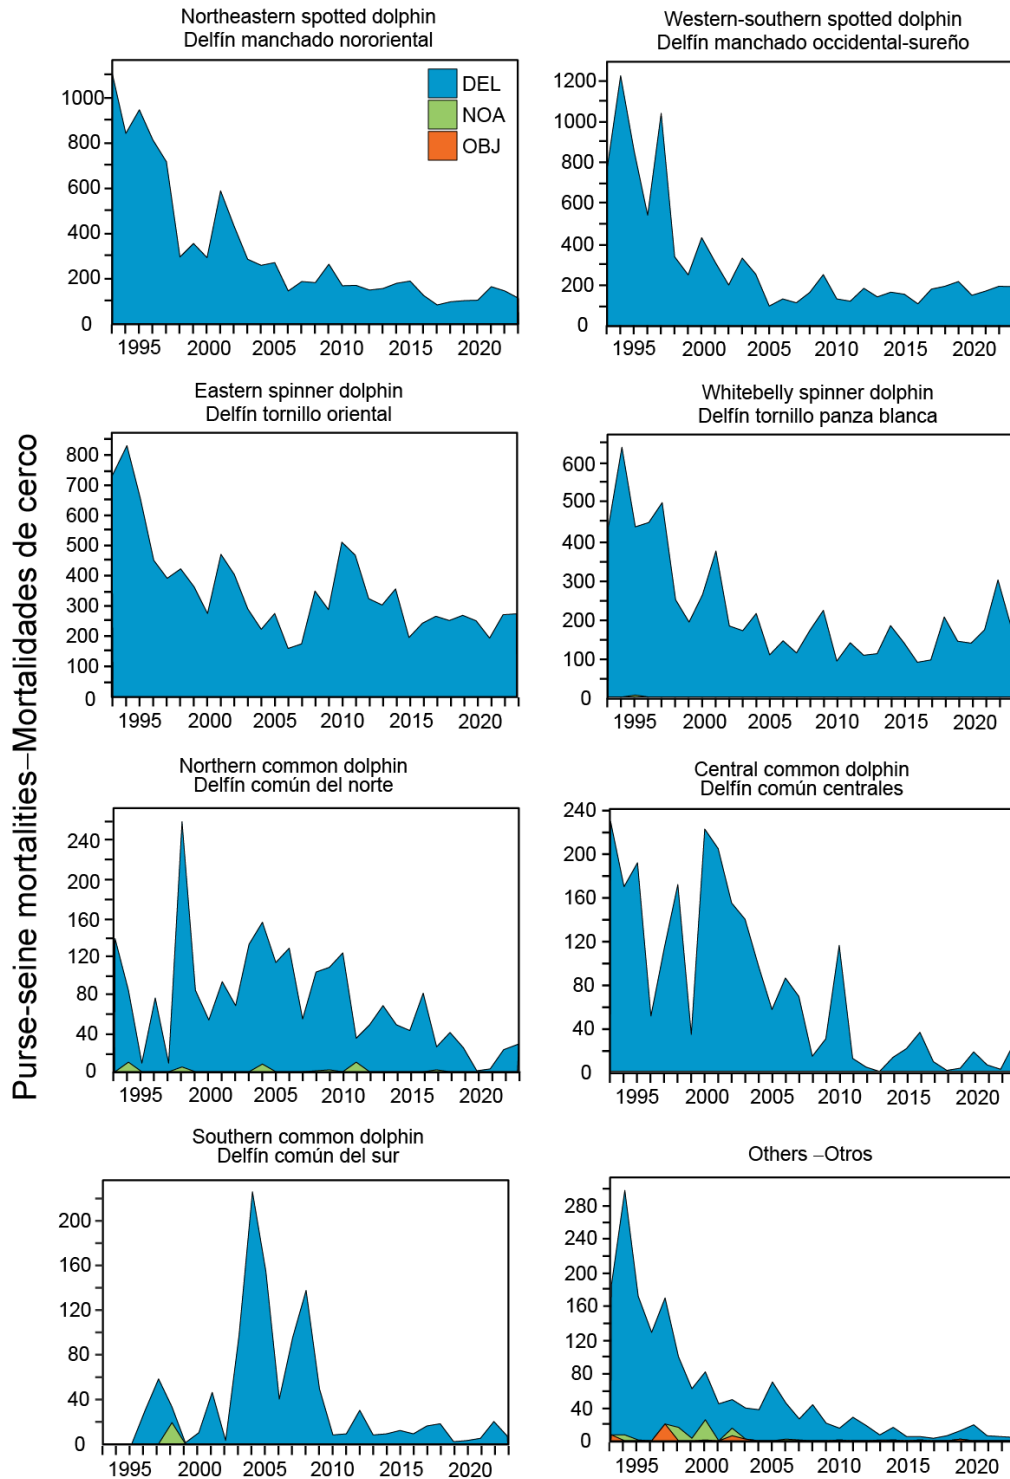 Purse-seine mortalities–Mortalidades de cerco
Northeastern spotted dolphin
Delfín manchado nororiental
DEL
NOA
OBJ
1000
800
600
400
200
0
1995 2000 2005 2010 2015 2020
Western-southern spotted dolphin
Delfín manchado occidental-sureño
1200
1000
800
600
400
200
0
1995 2000 2005 2010 2015 2020
Eastern spinner dolphin
Delfín tornillo oriental
800
700
600
500
400
300
200
100
0
1995 2000 2005 2010 2015 2020
Whitebelly spinner dolphin
Delfín tornillo panza blanca
600
500
400
300
200
100
0
1995 2000 2005 2010 2015 2020
Northern common dolphin
Delfín común del norte
240
200
160
120
80
40
0
1995 2000 2005 2010 2015 2020
Central common dolphin
Delfín común centrales
240
200
160
120
80
40
0
1995 2000 2005 2010 2015 2020
Southern common dolphin
Delfín común del sur
200
160
120
80
40
0
1995 2000 2005 2010 2015 2020
Others –Otros
280
240
200
160
120
80
40
0
1995 2000 2005 2010 2015 2020